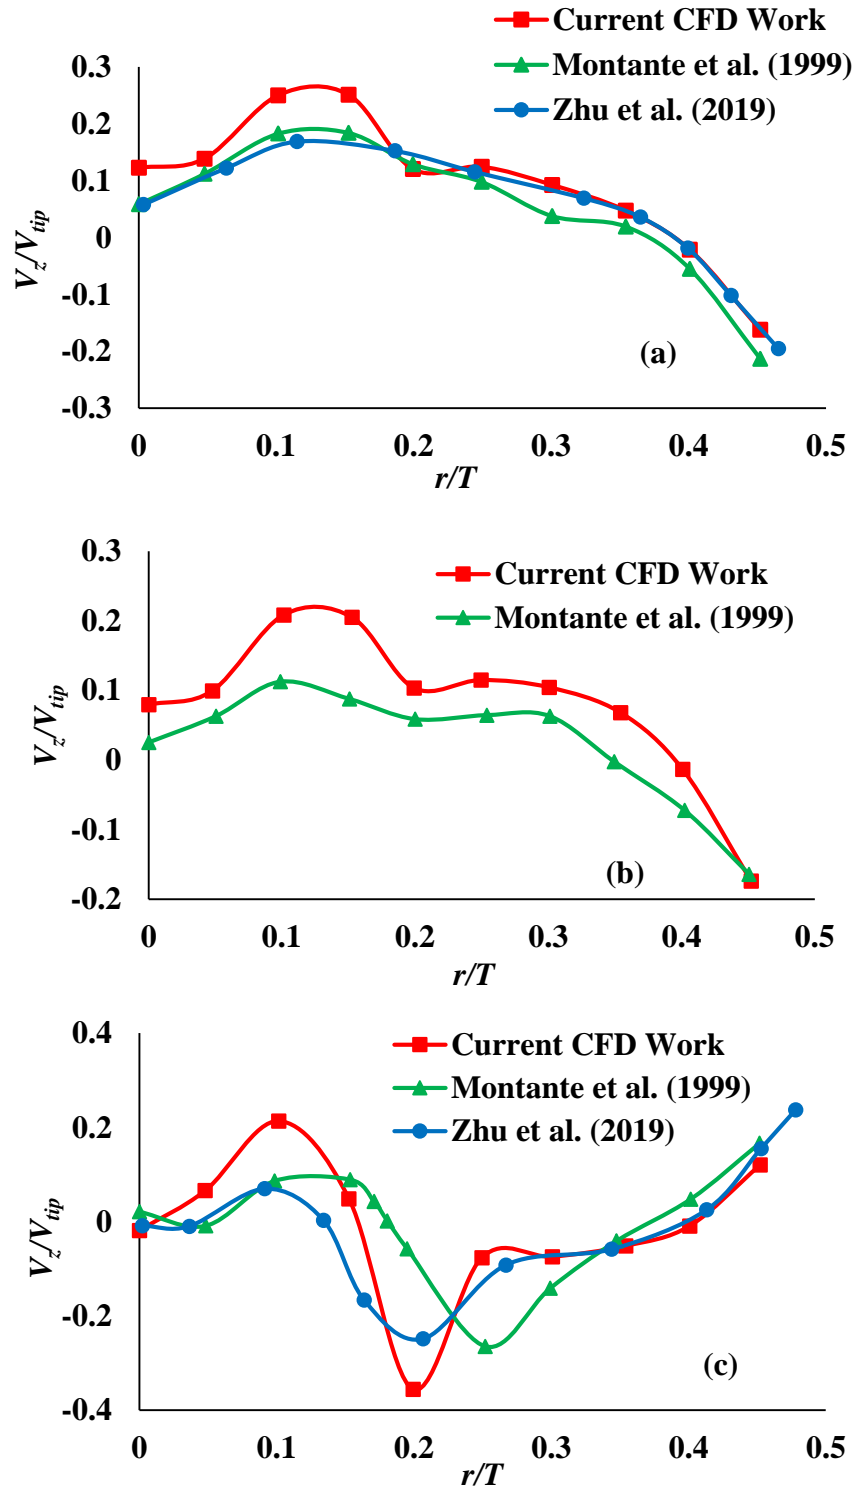 Current CFD Work
Montante et al. (1999)
Zhu et al. (2019)
0.3
0.2
0.1
0
-0.1
-0.2
-0.3
Vz/Vtip
(a)
0 0.1 0.2 0.3 0.4 0.5
r/T
Current CFD Work
Montante et al. (1999)
0.3
0.2
0.1
0
-0.1
-0.2
Vz/Vtip
(b)
0 0.1 0.2 0.3 0.4 0.5
r/T
Current CFD Work
Montante et al. (1999)
Zhu et al. (2019)
0.4
0.2
0
-0.2
-0.4
Vz/Vtip
(c)
0 0.1 0.2 0.3 0.4 0.5
r/T